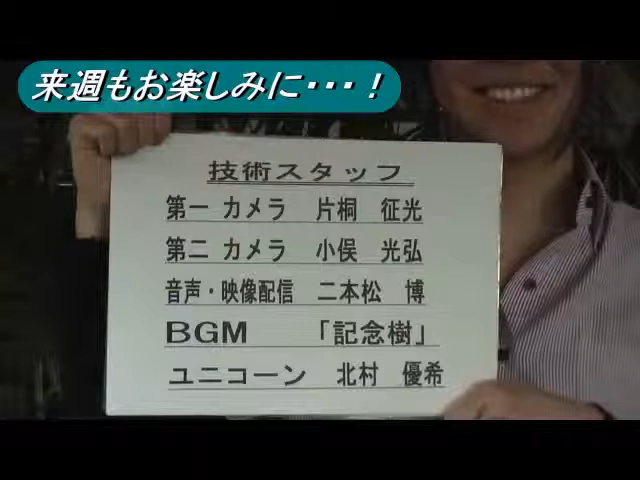 来週もお楽しみに・・・！
技術スタッフ
第一 カメラ 片桐 征光
第二 カメラ 小俣 光弘
音声・映像配信 二本松 博
BGM 「記念樹」
ユニコーン 北村 優希